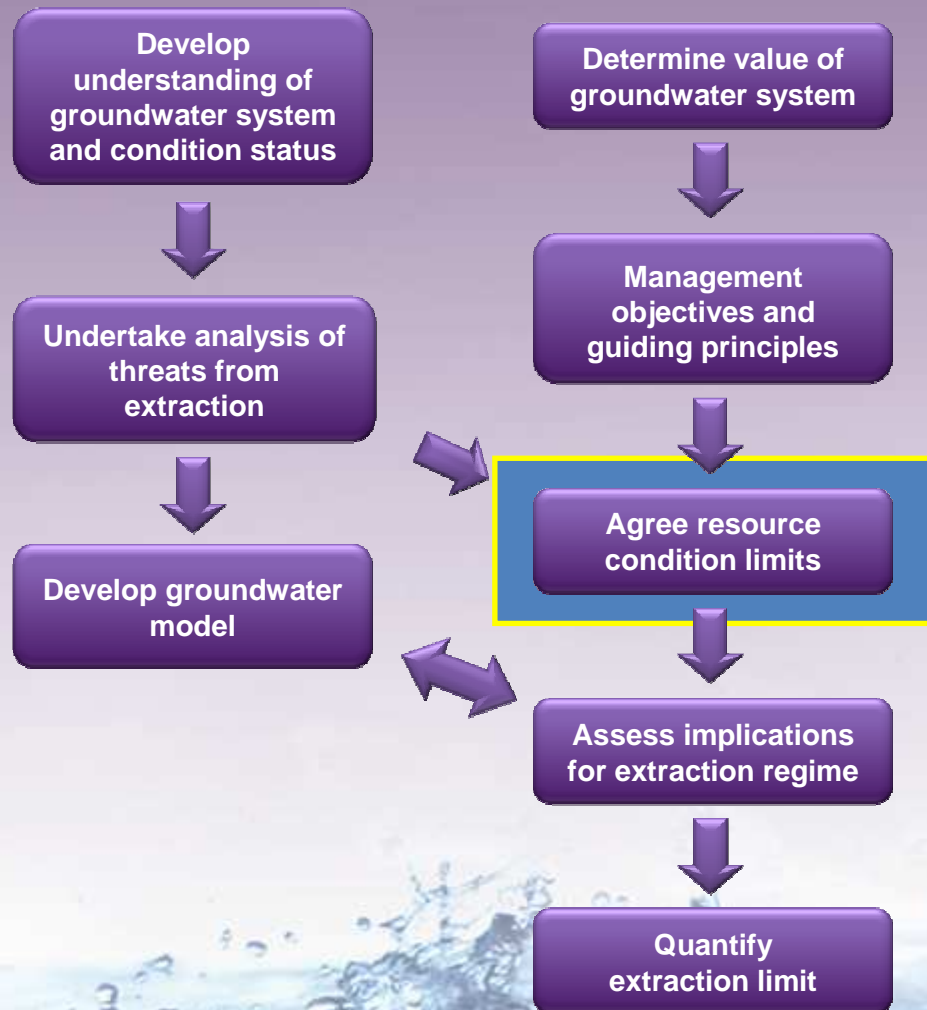 Develop
understanding of
groundwater system
and condition status
Undertake analysis of
threats from
extraction
Develop groundwater
model
Determine value of
groundwater system
Management
objectives and
guiding principles
Agree resource
condition limits
Assess implications
for extraction regime
Quantify
extraction limit